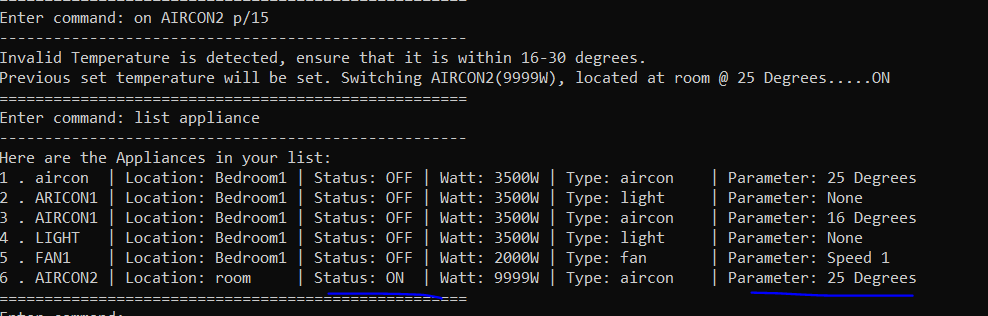 =====================================================
Enter command: on AIRCON2 p/15
-----------------------------------------------------
Invalid Temperature is detected, ensure that it is within 16-30 degrees.
Previous set temperature will be set. Switching AIRCON2(9999W), located at room @ 25 Degrees.....ON
=====================================================
Enter command: list appliance
-----------------------------------------------------
Here are the Appliances in your list:
1 . aircon  | Location: Bedroom1 | Status: OFF | Watt: 3500W | Type: aircon    | Parameter: 25 Degrees
2 . ARICON1 | Location: Bedroom1 | Status: OFF | Watt: 3500W | Type: light     | Parameter: None
3 . AIRCON1 | Location: Bedroom1 | Status: OFF | Watt: 3500W | Type: aircon    | Parameter: 16 Degrees
4 . LIGHT   | Location: Bedroom1 | Status: OFF | Watt: 3500W | Type: light     | Parameter: None
5 . FAN1    | Location: Bedroom1 | Status: OFF | Watt: 2000W | Type: fan       | Parameter: Speed 1
6 . AIRCON2 | Location: room     | Status: ON  | Watt: 9999W | Type: aircon    | Parameter: 25 Degrees
=====================================================
Enter command: